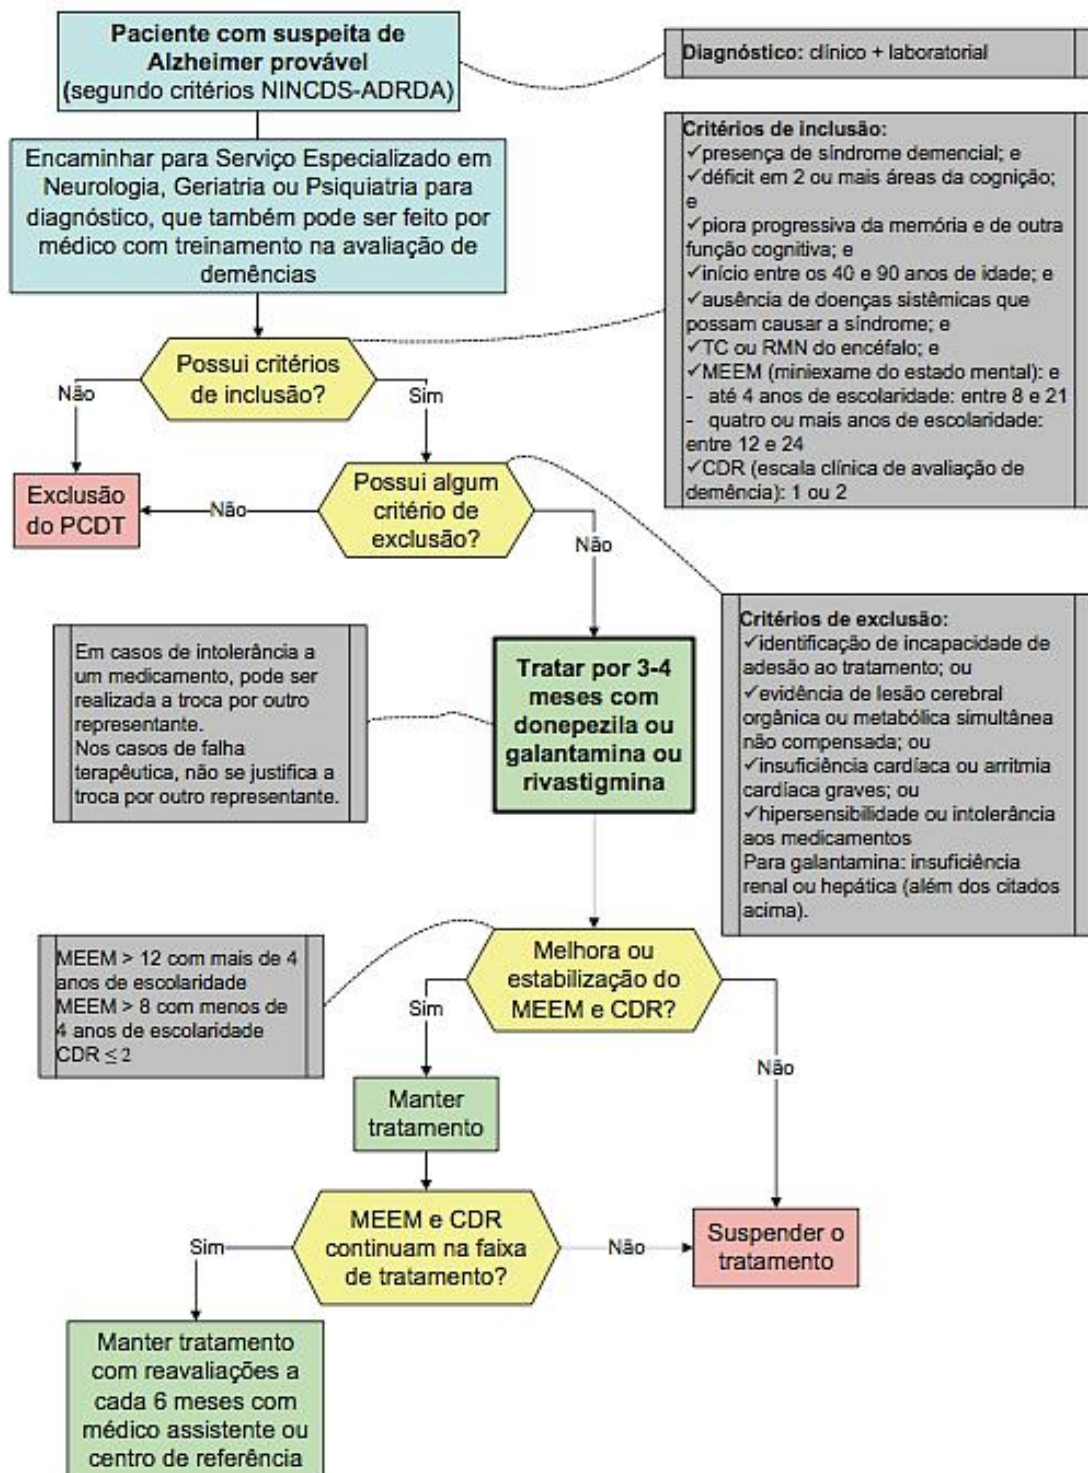 Paciente com suspeita de
Alzheimer provável
(segundo critérios NINCDS-ADRDA)
Diagnóstico: clínico + laboratorial
Encaminhar para Serviço Especializado em
Neurologia, Geriatria ou Psiquiatria para
diagnóstico, que também pode ser feito por
médico com treinamento na avaliação de
demências
Critérios de inclusão:
✓presença de síndrome demencial; e
✓déficit em 2 ou mais áreas da cognição;
e
✓piora progressiva da memória e de outra
função cognitiva; e
✓início entre os 40 e 90 anos de idade; e
✓ausência de doenças sistêmicas que
possam causar a síndrome; e
✓TC ou RMN do encéfalo; e
✓MEEM (miniexame do estado mental): e
- até 4 anos de escolaridade: entre 8 e 21
- quatro ou mais anos de escolaridade:
entre 12 e 24
✓CDR (escala clínica de avaliação de
demência): 1 ou 2
Possui critérios
de inclusão?
Não
Sim
Exclusão
do PCDT
Não
Possui algum
critério de
exclusão?
Não
Critérios de exclusão:
✓identificação de incapacidade de
adesão ao tratamento; ou
✓evidência de lesão cerebral
orgânica ou metabólica simultânea
não compensada; ou
✓insuficiência cardíaca ou arritmia
cardíaca graves; ou
✓hipersensibilidade ou intolerância
aos medicamentos
Para galantamina: insuficiência
renal ou hepática (além dos citados
acima).
Em casos de intolerância a
um medicamento, pode ser
realizada a troca por outro
representante.
Nos casos de falha
terapêutica, não se justifica a
troca por outro representante.
Tratar por 3-4
meses com
donepezila ou
galantamina ou
rivastigmina
MEEM > 12 com mais de 4
anos de escolaridade
MEEM > 8 com menos de
4 anos de escolaridade
CDR ≤ 2
Melhora ou
estabilização do
MEEM e CDR?
Sim
Não
Manter
tratamento
MEEM e CDR
continuam na faixa
de tratamento?
Sim
Não
Suspender o
tratamento
Manter tratamento
com reavaliações a
cada 6 meses com
médico assistente ou
centro de referência